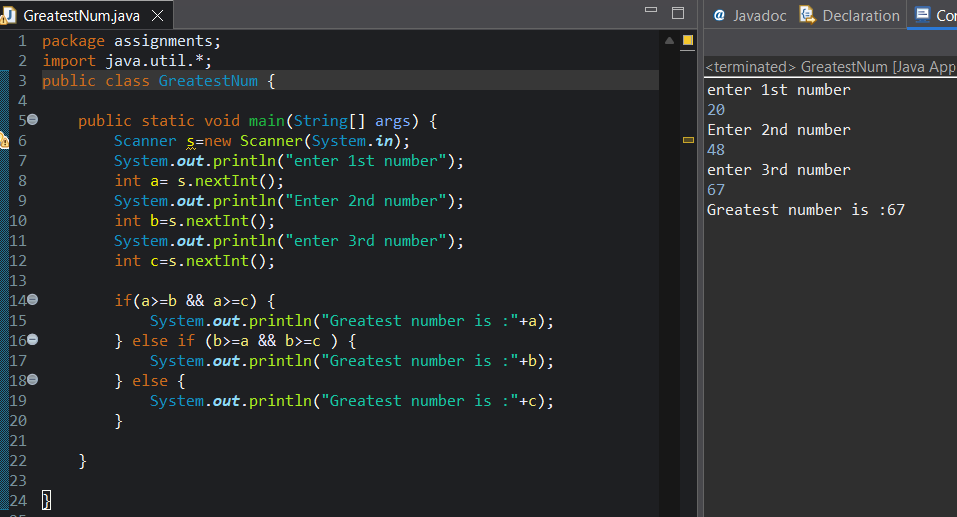 GreatestNum.java
1 package assignments;
2 import java.util.*;
3 public class GreatestNum {
4
5 public static void main(String[] args) {
6 Scanner s=new Scanner(System.in);
7 System.out.println("enter 1st number");
8 int a= s.nextInt();
9 System.out.println("Enter 2nd number");
10 int b=s.nextInt();
11 System.out.println("enter 3rd number");
12 int c=s.nextInt();
13
14 if(a>=b && a>=c) {
15 System.out.println("Greatest number is :"+a);
16 } else if (b>=a && b>=c ) {
17 System.out.println("Greatest number is :"+b);
18 } else {
19 System.out.println("Greatest number is :"+c);
20 }
21
22 }
23
24 }
@ Javadoc Declaration Con
<terminated> GreatestNum [Java App
enter 1st number
20
Enter 2nd number
48
enter 3rd number
67
Greatest number is :67